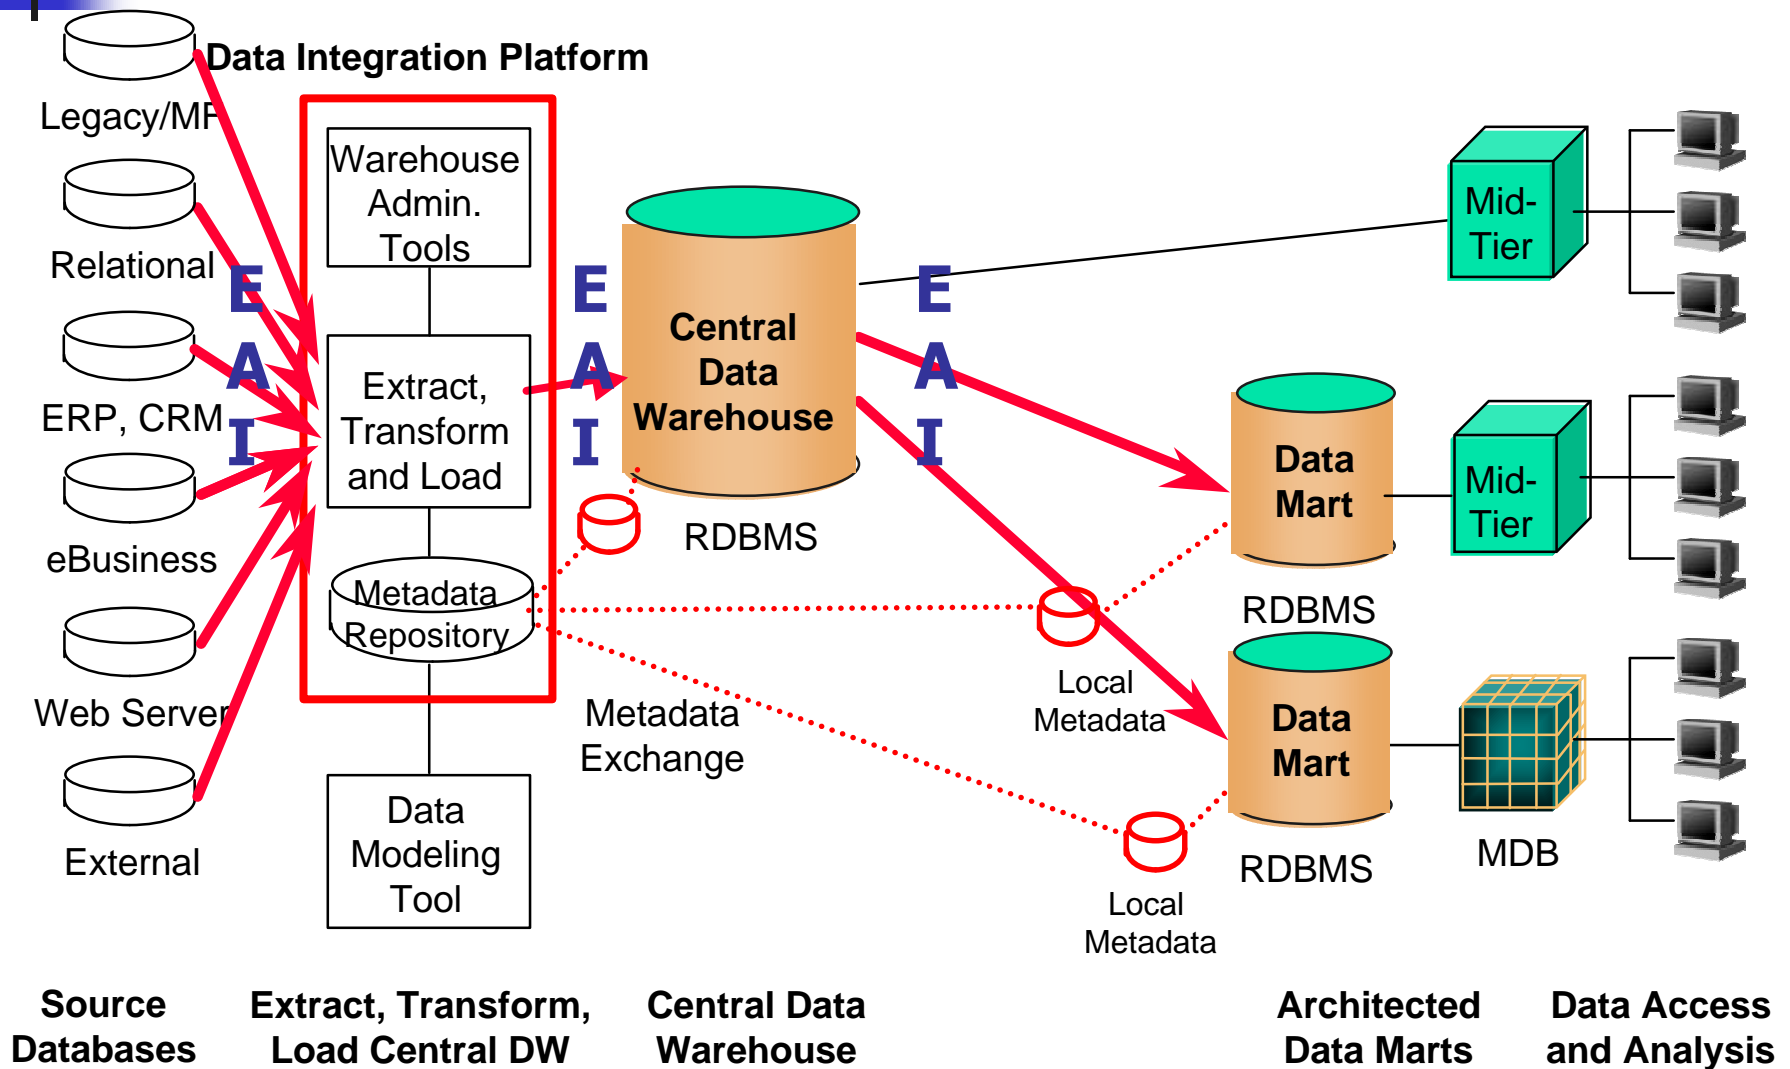 Data Integration Platform
Legacy/MF
Relational
ERP, CRM
eBusiness
Web Server
External
E
A
I
Warehouse
Admin.
Tools
Extract,
Transform
and Load
Metadata
Repository
Data
Modeling
Tool
E
A
I
Central
Data
Warehouse
RDBMS
Metadata
Exchange
E
A
I
Local
Metadata
Local
Metadata
Data
Mart
RDBMS
Data
Mart
RDBMS
Mid-
Tier
Mid-
Tier
MDB
Source
Databases
Extract, Transform,
Load Central DW
Central Data
Warehouse
Architected
Data Marts
Data Access
and Analysis